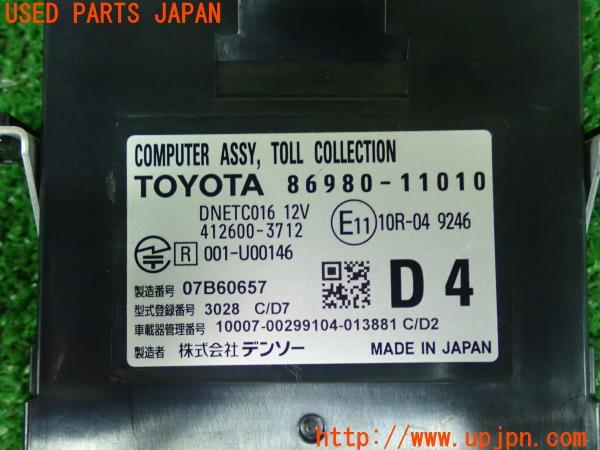 USED PARTS JAPAN
COMPUTER ASSY, TOLL COLLECTION
TOYOTA 86980-11010
DNETC016 12V
412600-3712
E11 10R-04 9246
R 001-U00146
製造番号 07B60657
D4
型式登録番号 3028 C/D7
車載器管理番号 10007-00299104-013881 C/D2
製造者 株式会社 デンソー MADE IN JAPAN
UPJ www.upjpn.com